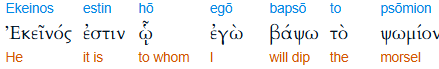 Ekeinos estin hō egō bapsō to psōmion
Ἐκεῖνός ἐστιν ᾧ ἐγὼ βάψω τὸ ψωμίον
He it is to whom I will dip the morsel